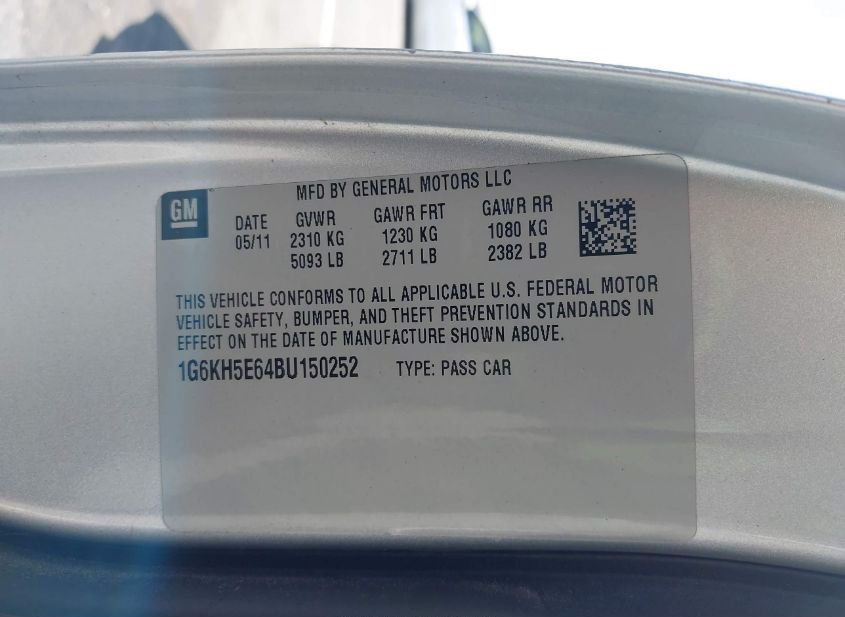 MFD BY GENERAL MOTORS LLC
GM
DATE GVWR GAWR FRT GAWR RR
05/11 2310 KG 1230 KG 1080 KG
5093 LB 2711 LB 2382 LB
THIS VEHICLE CONFORMS TO ALL APPLICABLE U.S. FEDERAL MOTOR
VEHICLE SAFETY, BUMPER, AND THEFT PREVENTION STANDARDS IN
EFFECT ON THE DATE OF MANUFACTURE SHOWN ABOVE.
1G6KH5E64BU150252 TYPE: PASS CAR